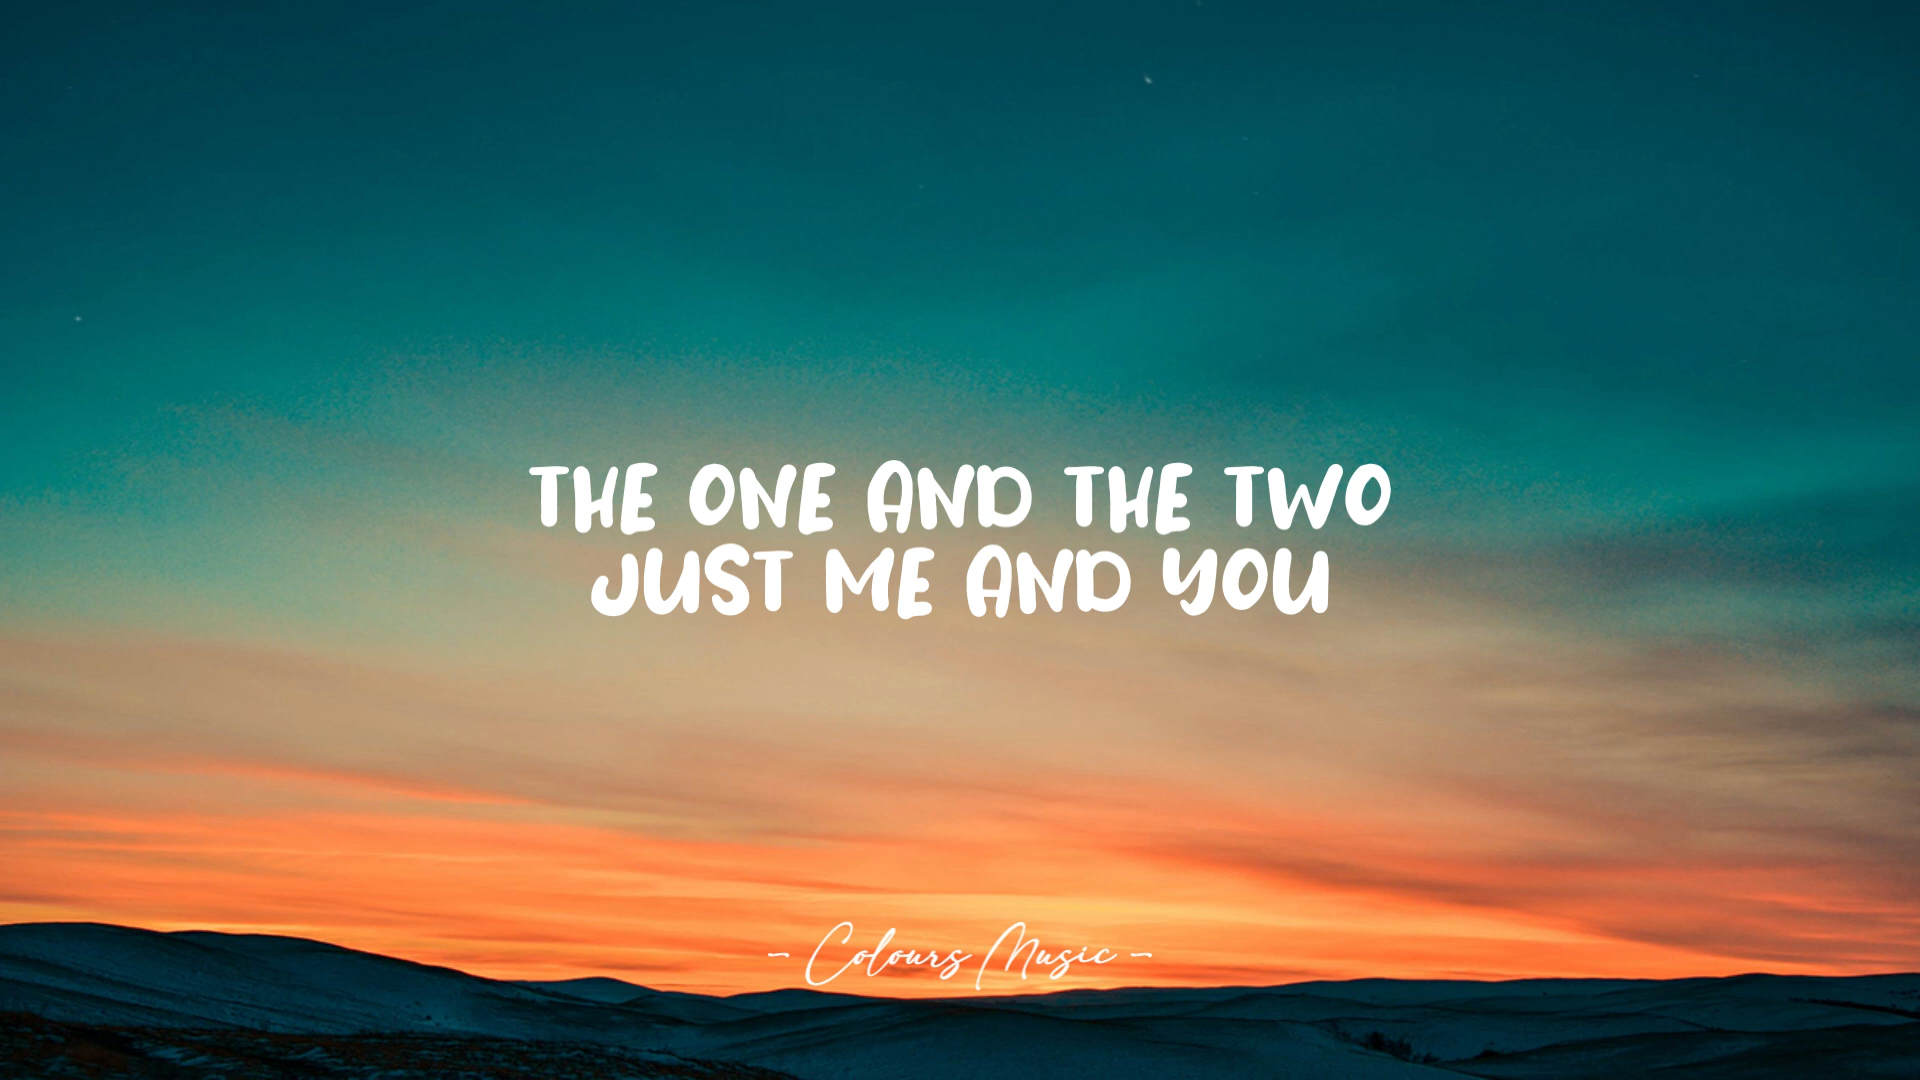 THE ONE AND THE TWO
JUST ME AND YOU
- Colours Music -